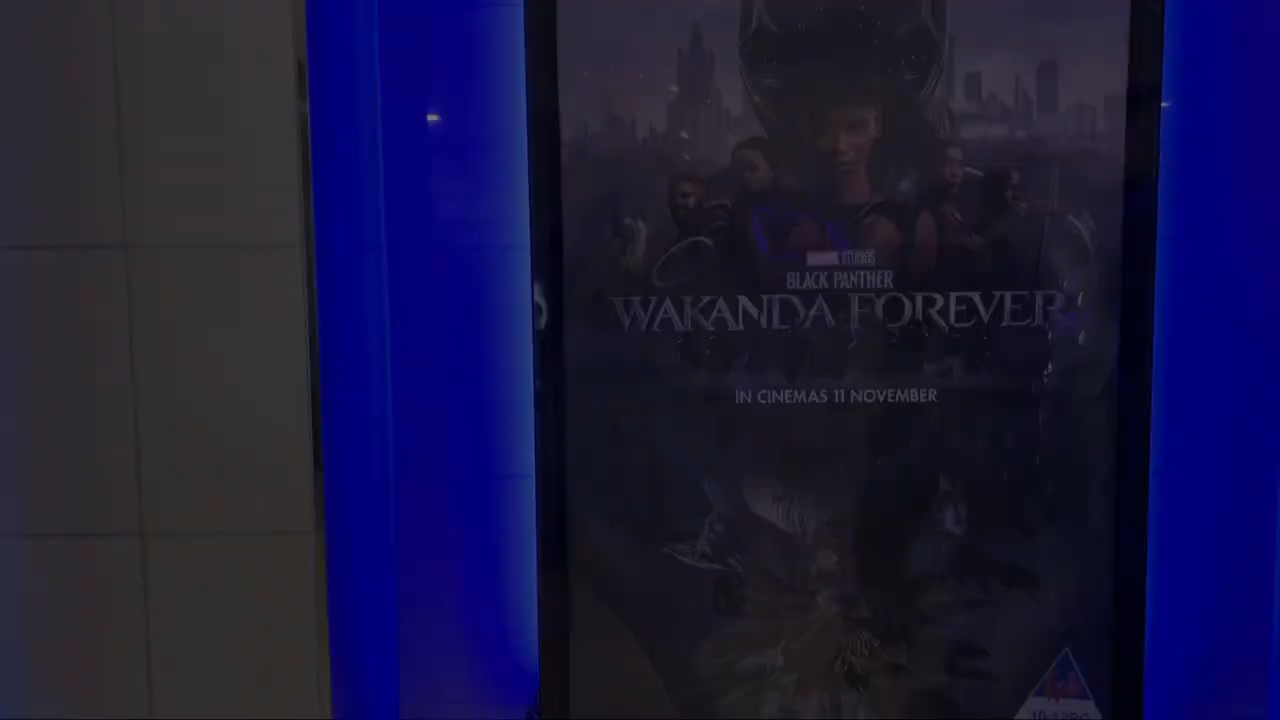 MARVEL STUDIOS
BLACK PANTHER
WAKANDA FOREVER
IN CINEMAS 11 NOVEMBER